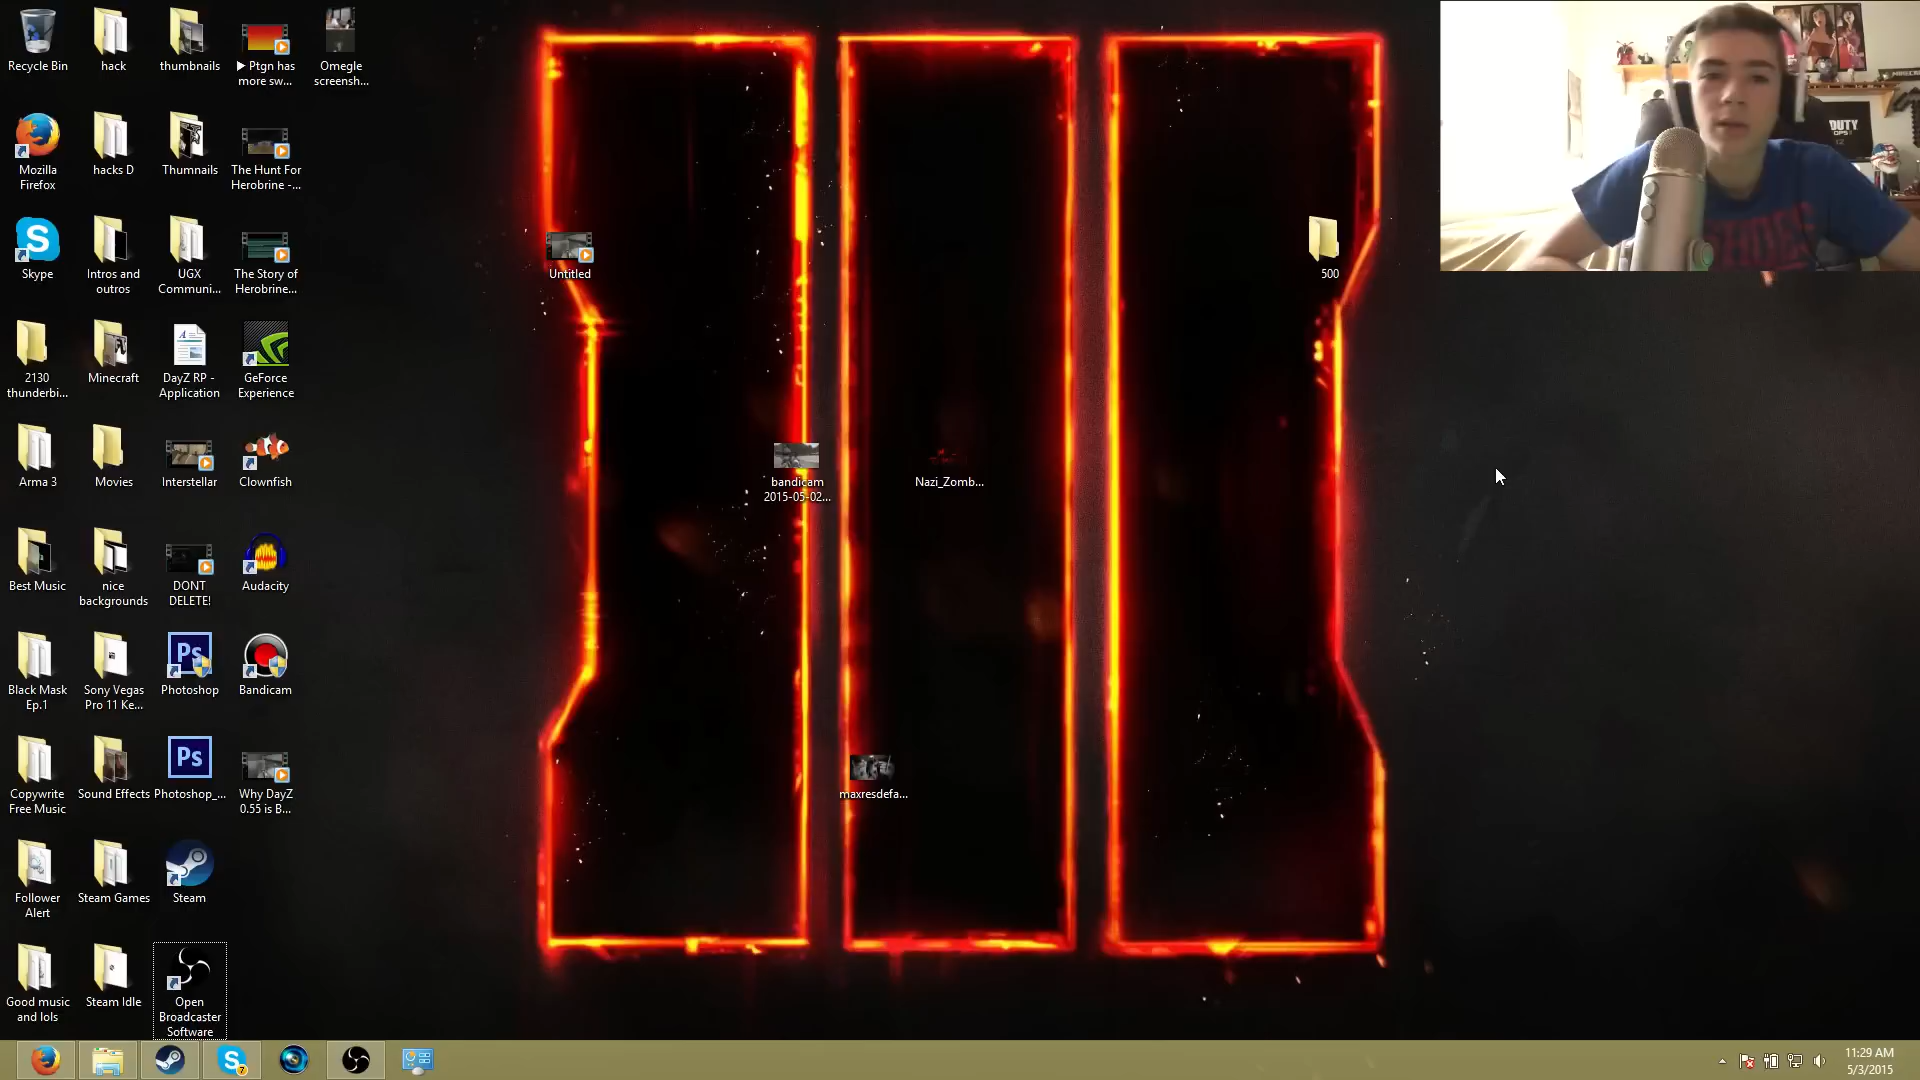 Recycle Bin
hack
thumbnails
▶ Ptgn has
more sw...
Omegle
screensh...
Mozilla
Firefox
hacks D
Thumnails
The Hunt For
Herobrine -...
Skype
Intros and
outros
UGX
Communi...
The Story of
Herobrine...
Untitled
500
2130
thunderbi...
Minecraft
DayZ RP -
Application
GeForce
Experience
Arma 3
Movies
Interstellar
Clownfish
bandicam
2015-05-02...
Nazi_Zomb...
Best Music
nice
backgrounds
DONT
DELETE!
Audacity
Black Mask
Ep.1
Sony Vegas
Pro 11 Ke...
Photoshop
Bandicam
Copywrite
Free Music
Sound Effects
Photoshop_...
Why DayZ
0.55 is B...
maxresdefa...
Follower
Alert
Steam Games
Steam
Good music
and lols
Steam Idle
Open
Broadcaster
Software
Ps
Ps
DUTY
7
11:29 AM
5/3/2015